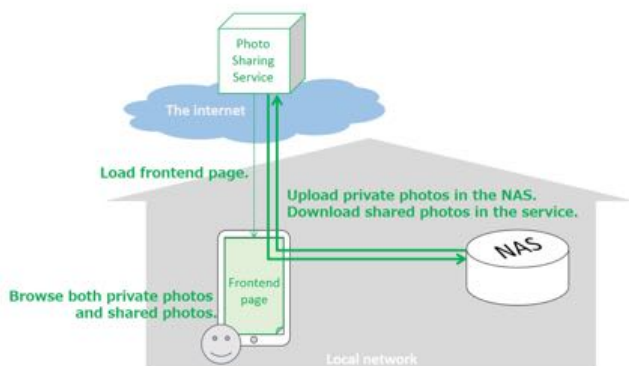 Photo
Sharing
Service
The internet
Load frontend page.
Upload private photos in the NAS.
Download shared photos in the service.
NAS
Frontend
page
Browse both private photos
and shared photos.
Local network